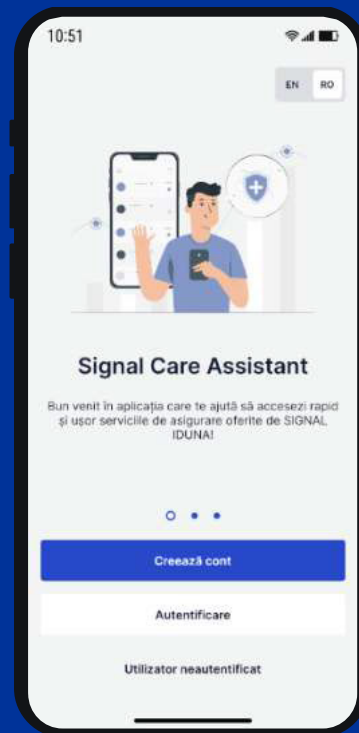 10:51
EN RO
Signal Care Assistant
Bun venit în aplicația care te ajută să accesezi rapid
și ușor serviciile de asigurare oferite de SIGNAL
IDUNA!
Creează cont
Autentificare
Utilizator neautentificat